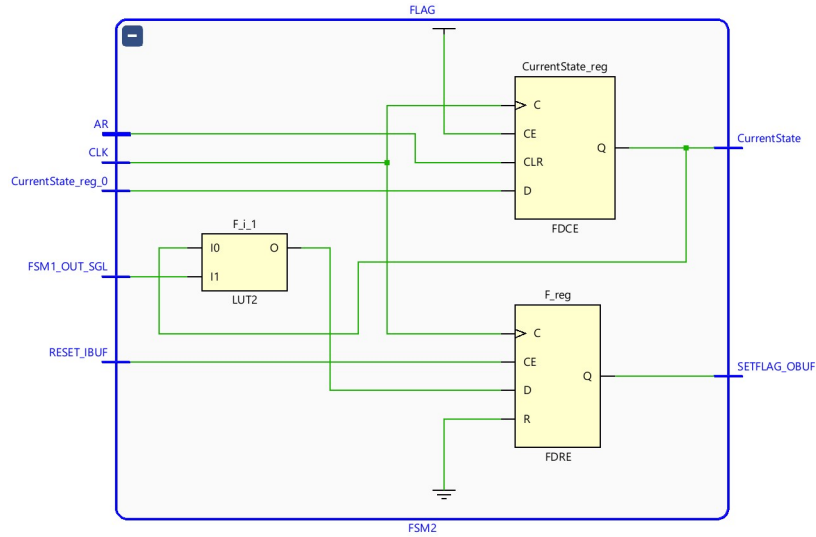 FLAG
CurrentState_reg
C
AR
CE
CLK
CLR
Q
CurrentState
CurrentState_reg_0
D
FDCE
F_i_1
I0
O
FSM1_OUT_SGL
I1
LUT2
F_reg
C
RESET_IBUF
CE
D
Q
SETFLAG_OBUF
R
FDRE
FSM2